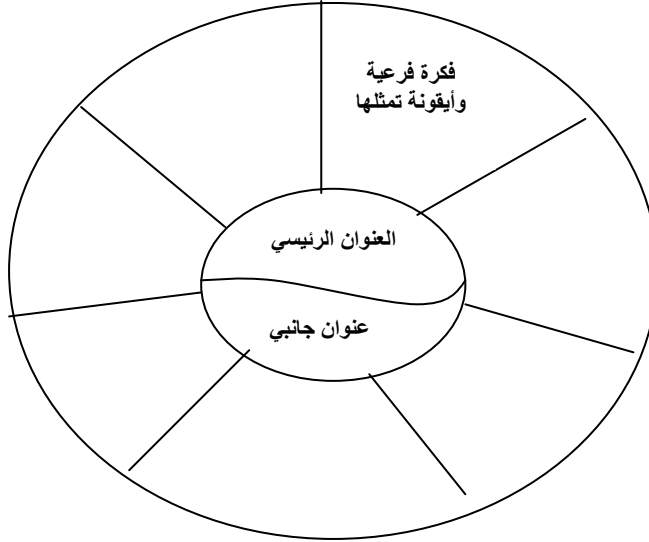 فكرة فرعية
وأيقونة تمثلها
العنوان الرئيسي
عنوان جانبي